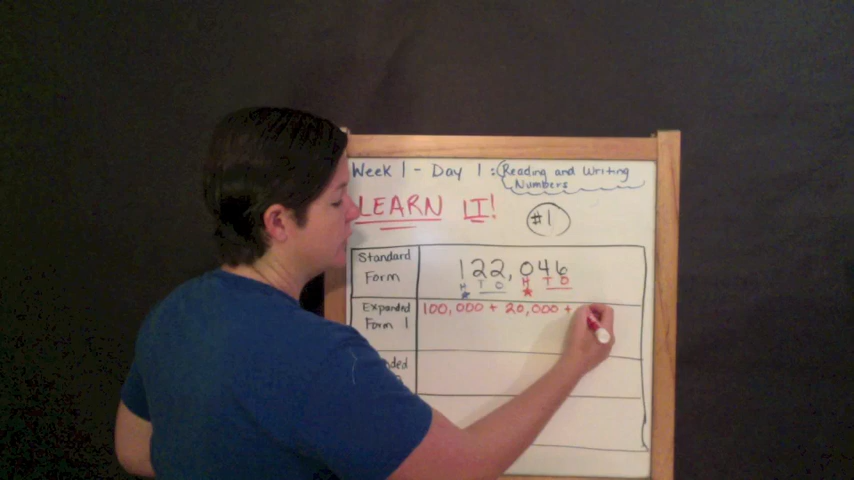 Week 1 - Day 1: Reading and Writing
Numbers
LEARN IT!
#1
Standard
Form
122,046
H T O H T O
Expanded
Form 1
100,000 + 20,000 +